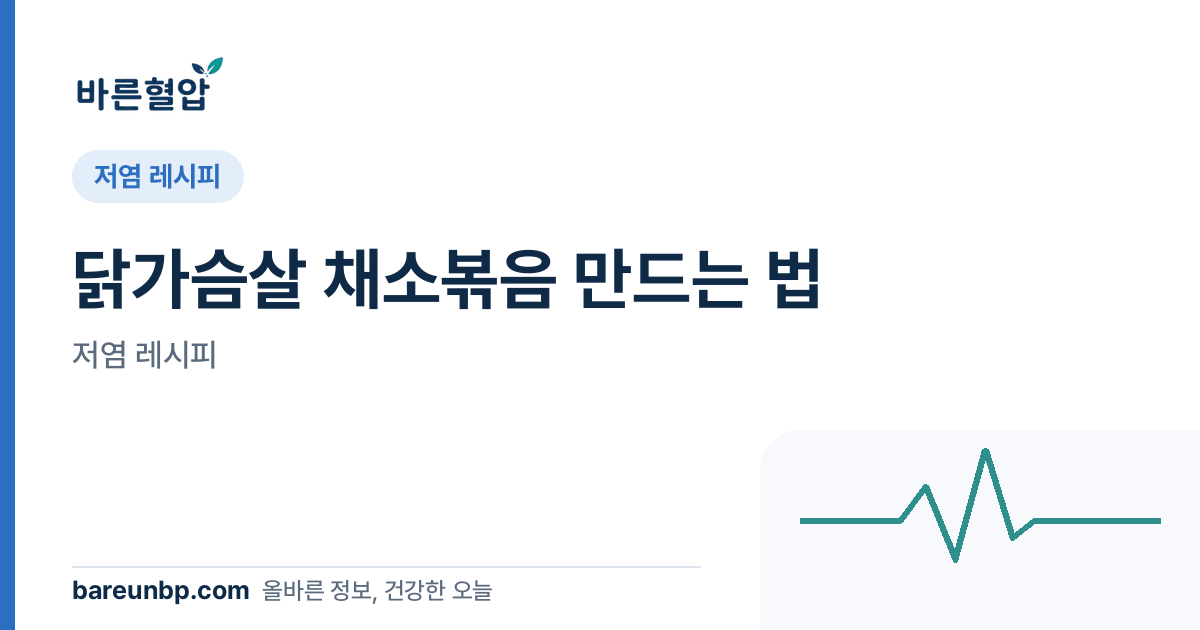 바른혈압
저염 레시피
닭가슴살 채소볶음 만드는 법
저염 레시피
bareunbp.com 올바른 정보, 건강한 오늘